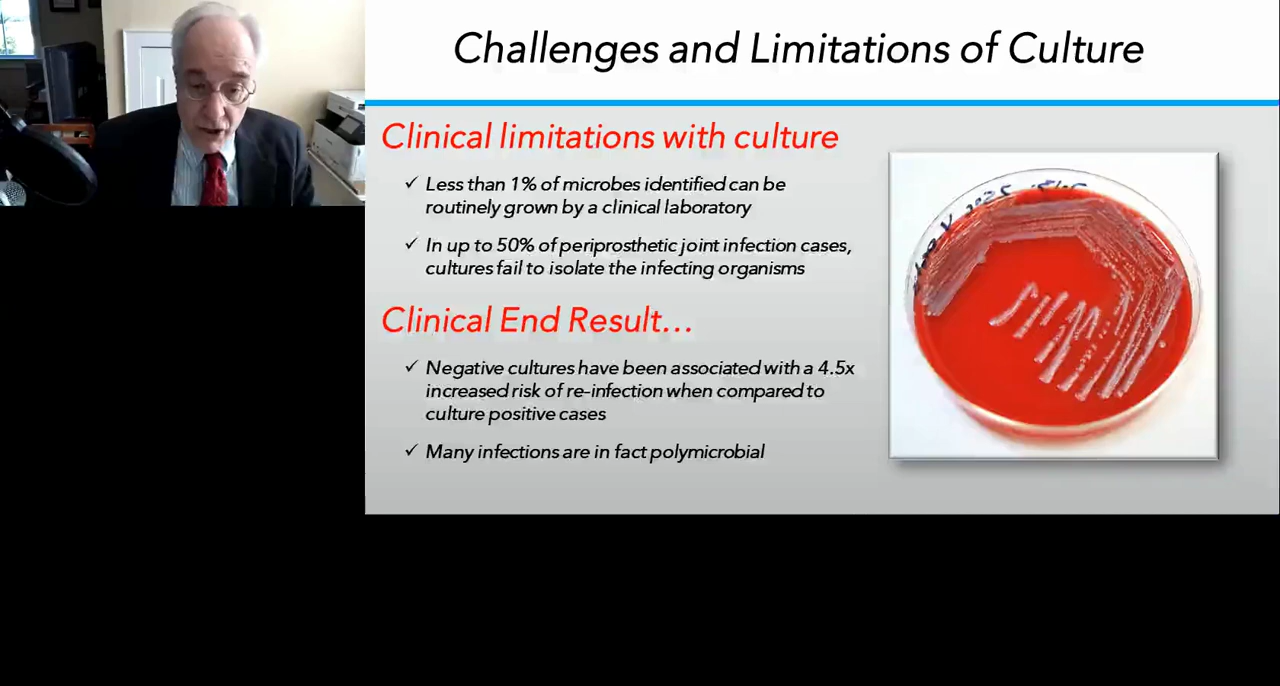 Challenges and Limitations of Culture
Clinical limitations with culture
✓ Less than 1% of microbes identified can be
routinely grown by a clinical laboratory
✓ In up to 50% of periprosthetic joint infection cases,
cultures fail to isolate the infecting organisms
Clinical End Result...
✓ Negative cultures have been associated with a 4.5x
increased risk of re-infection when compared to
culture positive cases
✓ Many infections are in fact polymicrobial